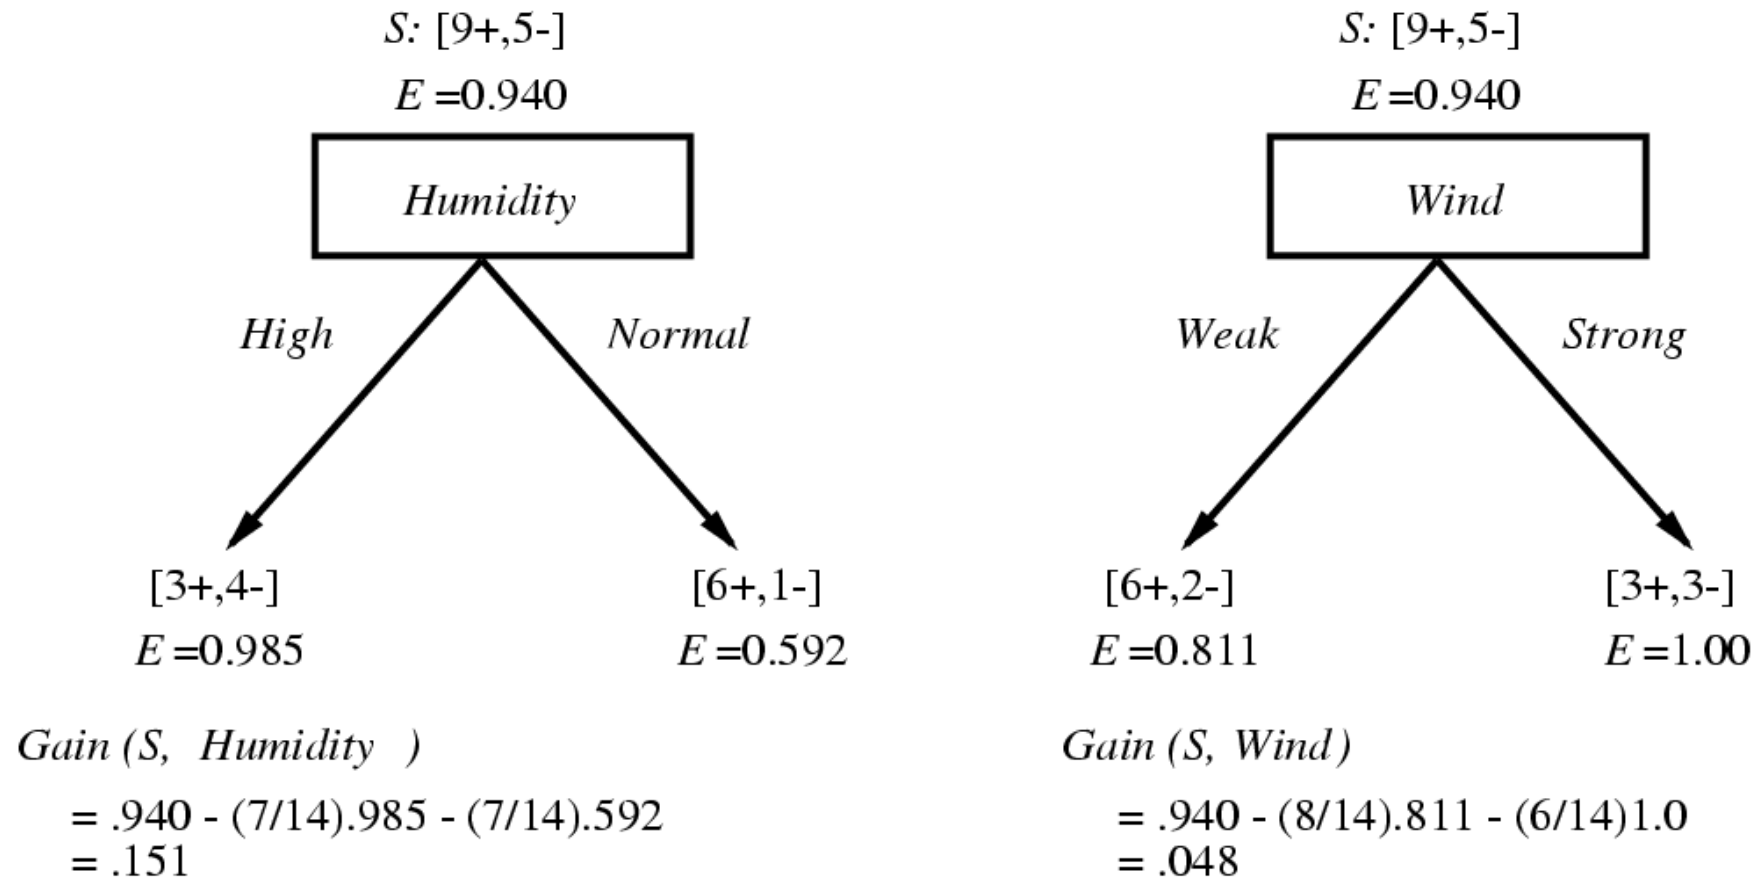 S: [9+,5-]
E =0.940
Humidity
High
Normal
[3+,4-]
E =0.985
[6+,1-]
E =0.592
Gain (S, Humidity )
= .940 - (7/14).985 - (7/14).592
= .151
S: [9+,5-]
E =0.940
Wind
Weak
Strong
[6+,2-]
E =0.811
[3+,3-]
E =1.00
Gain (S, Wind)
= .940 - (8/14).811 - (6/14)1.0
= .048